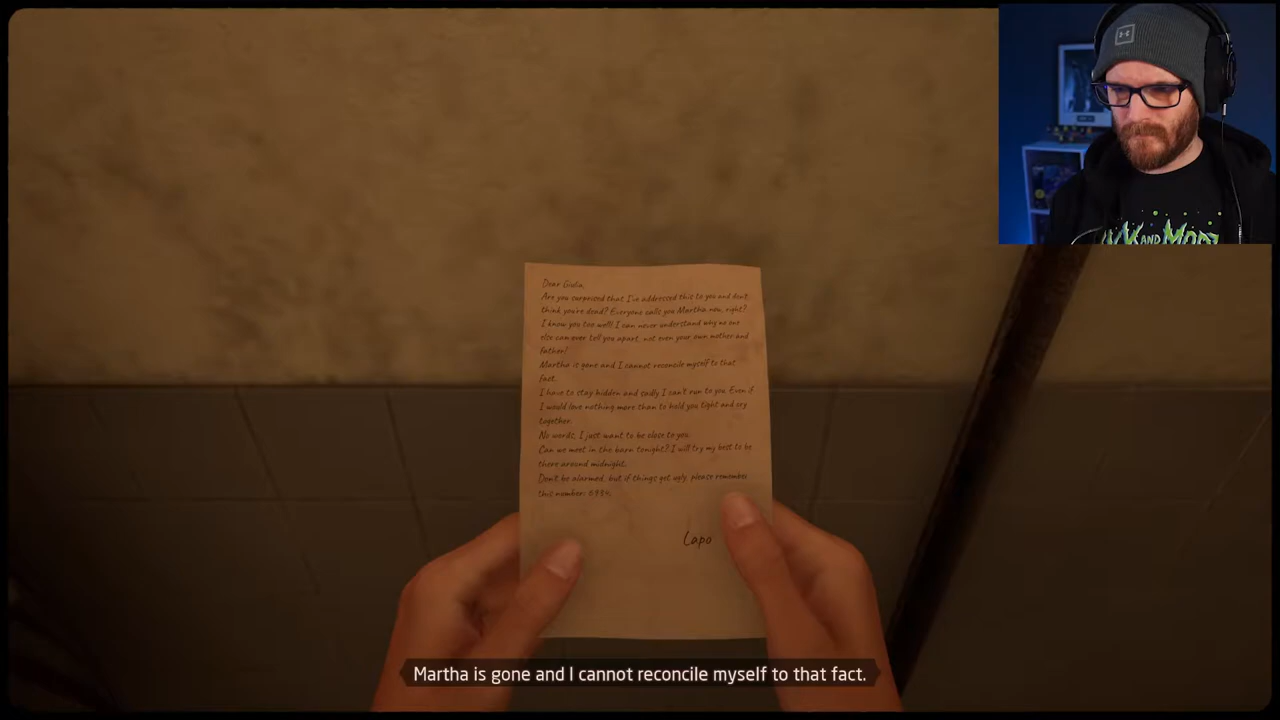 Dear Giulia,
Are you surprised that I've addressed this to you and don't
think you're dead? Everyone calls you Martha now, right?
I know you too well! I can never understand why no one
else can ever tell you apart, not even your own mother and
father!
Martha is gone and I cannot reconcile myself to that
fact.
I have to stay hidden and sadly I can't run to you. Even if
I would love nothing more than to hold you tight and cry
together.
No words, I just want to be close to you.
Can we meet in the barn tonight? I will try my best to be
there around midnight.
Don't be alarmed, but if things get ugly, please remember
this number:
Lapo
AND
Martha is gone and I cannot reconcile myself to that fact.